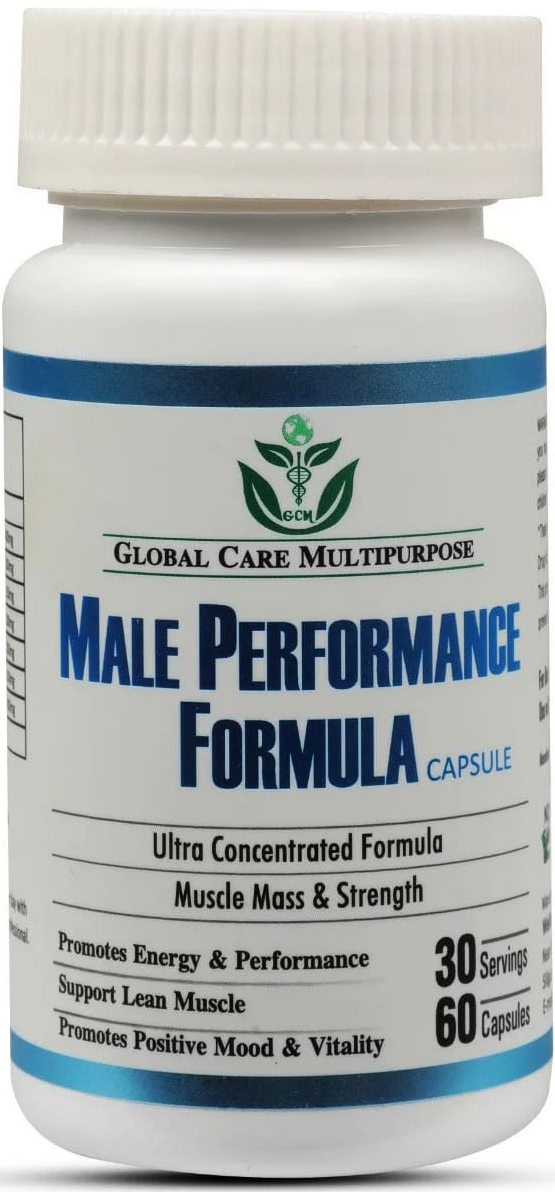 GCM
GLOBAL CARE MULTIPURPOSE
MALE PERFORMANCE
FORMULA CAPSULE
Ultra Concentrated Formula
Muscle Mass & Strength
Promotes Energy & Performance
Support Lean Muscle
Promotes Positive Mood & Vitality
30 Servings
60 Capsules